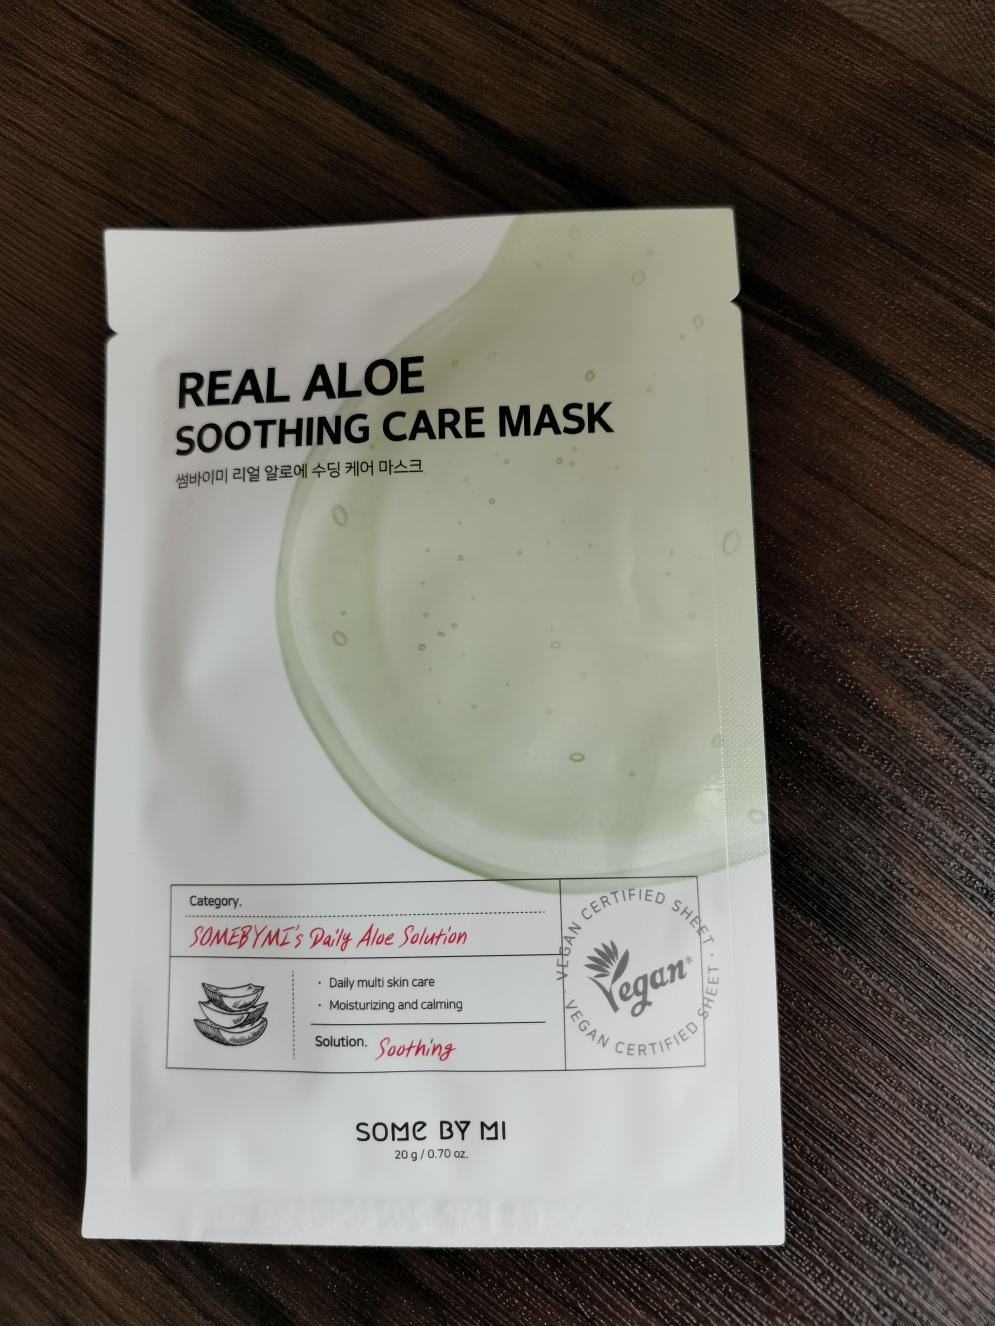 REAL ALOE
SOOTHING CARE MASK
썸바이미 리얼 알로에 수딩 케어 마스크
Category.
SOMEBYMI's Daily Aloe Solution
· Daily multi skin care
· Moisturizing and calming
Solution. Soothing
· VEGAN CERTIFIED SHEET · VEGAN CERTIFIED SHEET
Vegan®
SOME BY MI
20 g / 0.70 oz.